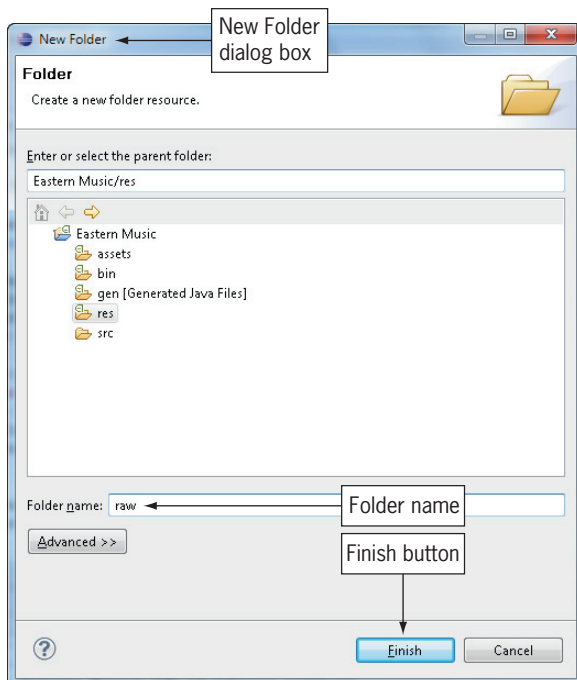 New Folder
New Folder
dialog box
Folder
Create a new folder resource.
Enter or select the parent folder:
Eastern Music/res
Eastern Music
assets
bin
gen [Generated Java Files]
res
src
Folder name: raw
Folder name
Advanced >>
Finish button
?
Finish
Cancel